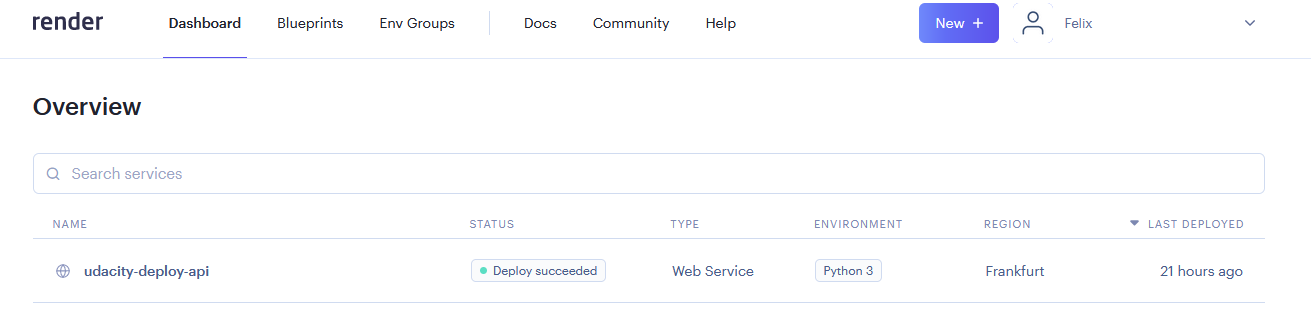 render Dashboard Blueprints Env Groups Docs Community Help New + Felix
Overview
Search services
NAME STATUS TYPE ENVIRONMENT REGION LAST DEPLOYED
udacity-deploy-api Deploy succeeded Web Service Python 3 Frankfurt 21 hours ago